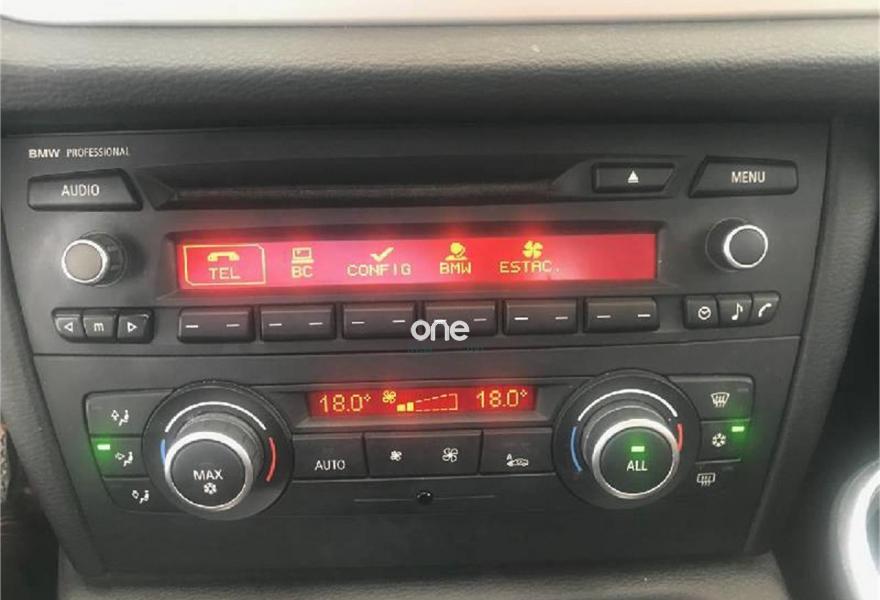 BMW PROFESSIONAL
AUDIO
MENU
TEL BC CONFIG BMW ESTAC.
m
one
18.0° 18.0°
MAX
AUTO
A
ALL